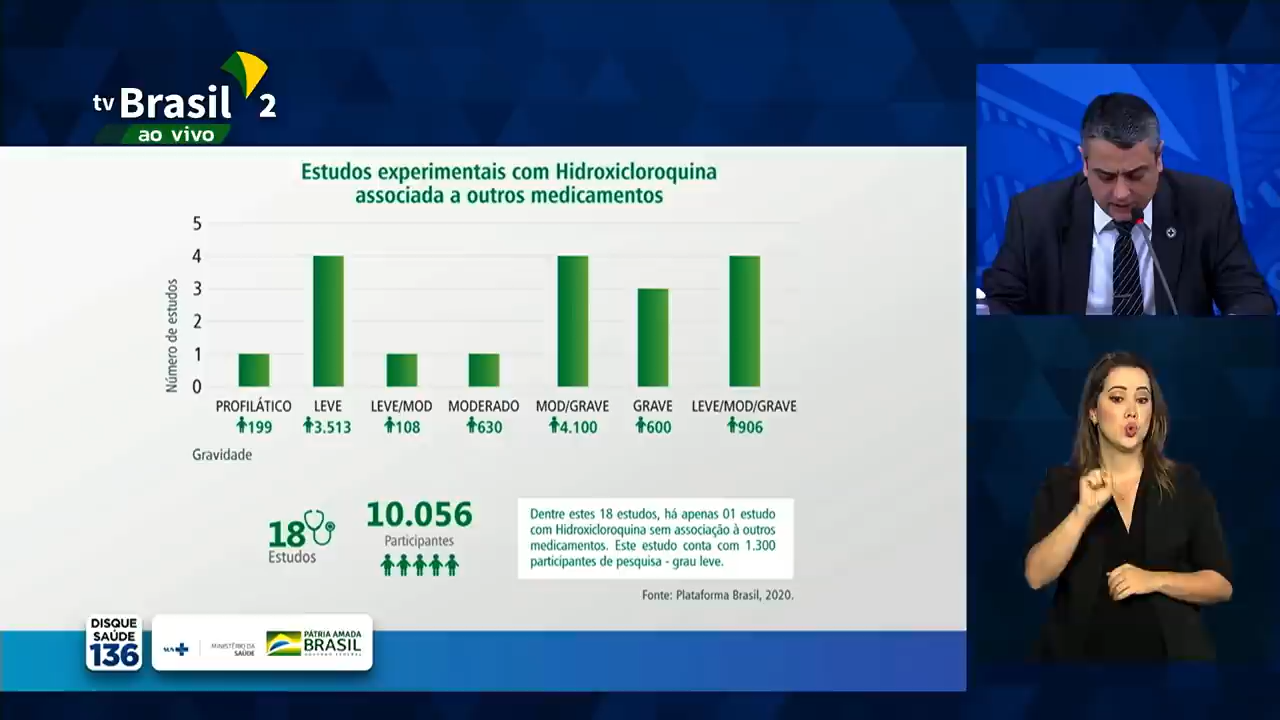 tv Brasil 2
ao vivo
Estudos experimentais com Hidroxicloroquina
associada a outros medicamentos
Número de estudos
5
4
3
2
1
0
PROFILÁTICO LEVE LEVE/MOD MODERADO MOD/GRAVE GRAVE LEVE/MOD/GRAVE
199 3.513 108 630 4.100 600 906
Gravidade
18
Estudos
10.056
Participantes
Dentre estes 18 estudos, há apenas 01 estudo
com Hidroxicloroquina sem associação à outros
medicamentos. Este estudo conta com 1.300
participantes de pesquisa - grau leve.
Fonte: Plataforma Brasil, 2020.
DISQUE
SAÚDE
136
SUS
MINISTÉRIO DA
SAÚDE
PÁTRIA AMADA
BRASIL
GOVERNO FEDERAL